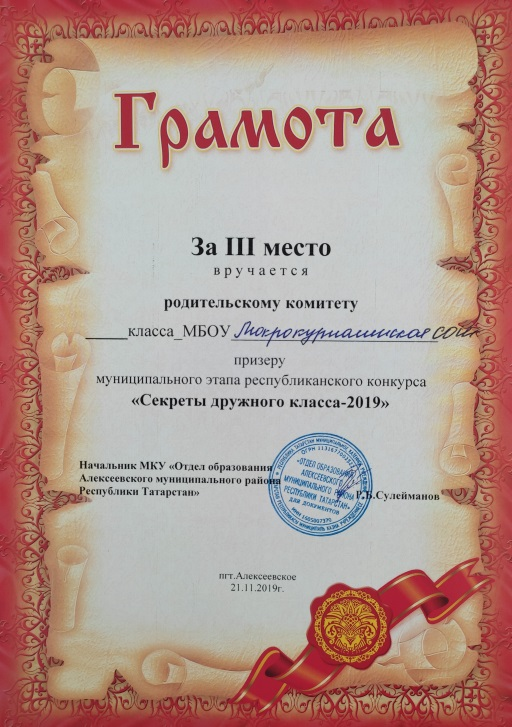 Грамота
За III место
вручается
родительскому комитету
_____класса_МБОУ Мокрокурналинская СОШ
призеру
муниципального этапа республиканского конкурса
«Секреты дружного класса-2019»
Начальник МКУ «Отдел образования
Алексеевского муниципального района
Республики Татарстан»
Р.Б.Сулейманов
«ОТДЕЛ ОБРАЗОВАНИЯ
АЛЕКСЕЕВСКОГО
МУНИЦИПАЛЬНОГО РАЙОНА
РЕСПУБЛИКИ ТАТАРСТАН»
для документов
пгт.Алексеевское
21.11.2019г.